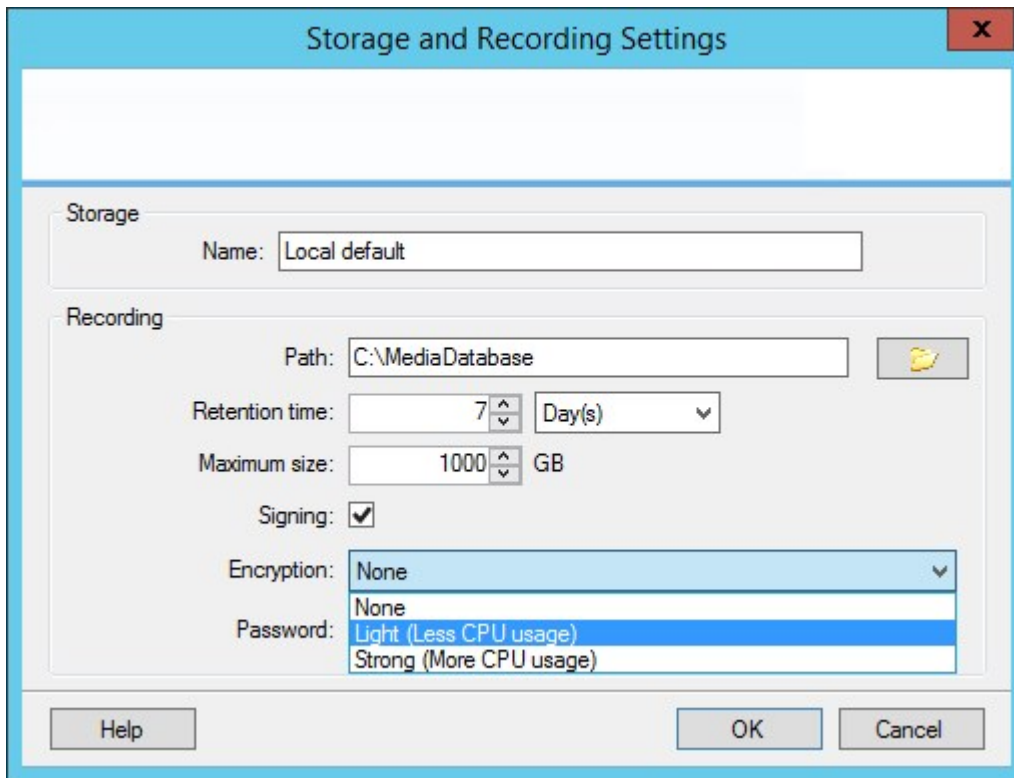 Storage and Recording Settings
x
Storage
Name: Local default
Recording
Path: C:\MediaDatabase
Retention time: 7 Day(s)
Maximum size: 1000 GB
Signing:
Encryption: None
None
Password: Light (Less CPU usage)
Strong (More CPU usage)
Help OK Cancel